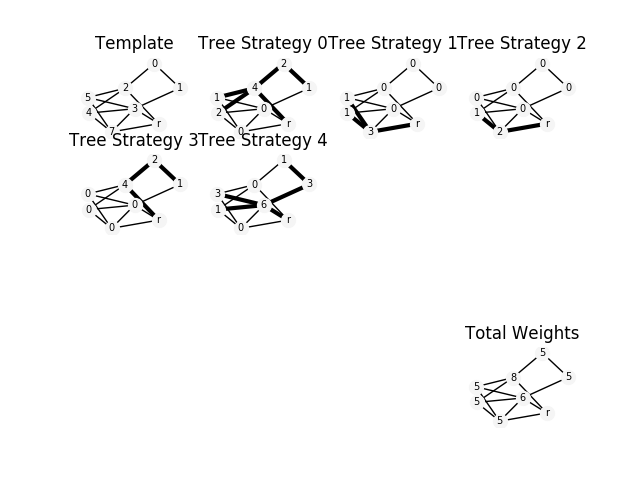 Template Tree Strategy 0 Tree Strategy 1 Tree Strategy 2
0 2 0 0
2 4 0 0
1 1 0 0
5 1 1 0
4 3 2 0 1 0 1 0
7 r 0 r 3 r 2 r
Tree Strategy 3 Tree Strategy 4
2 1
4 1 0 3
0 3
0 0 1 6
0 r 0 r
Total Weights
5
8 5
5
5 6
5 r